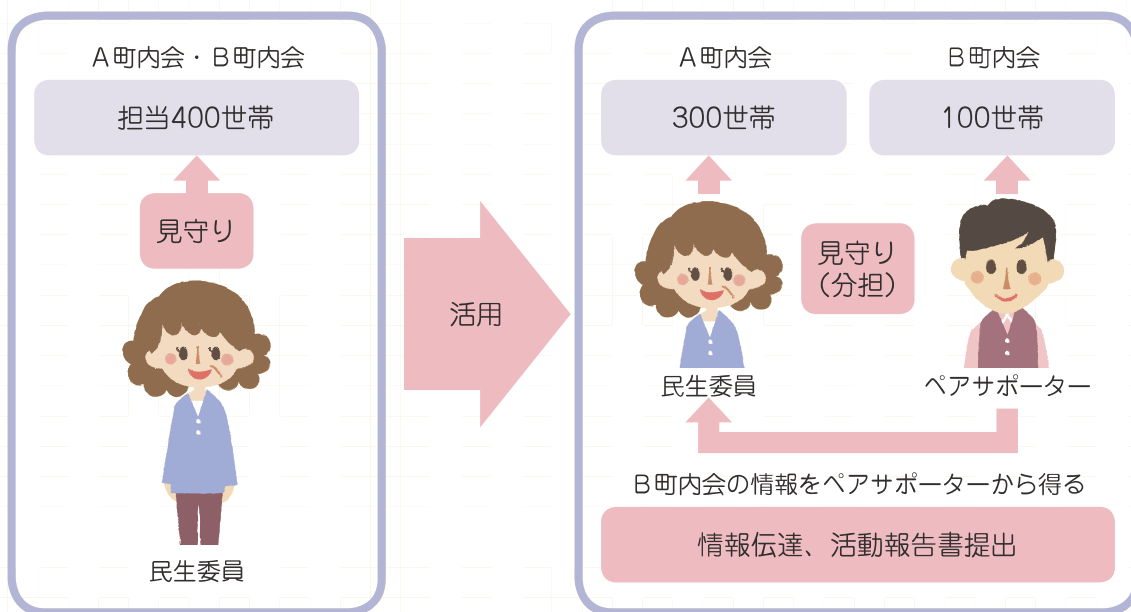 A町内会・B町内会
担当400世帯
見守り
民生委員
活用
A町内会
300世帯
B町内会
100世帯
見守り
(分担)
民生委員
ペアサポーター
B町内会の情報をペアサポーターから得る
情報伝達、活動報告書提出